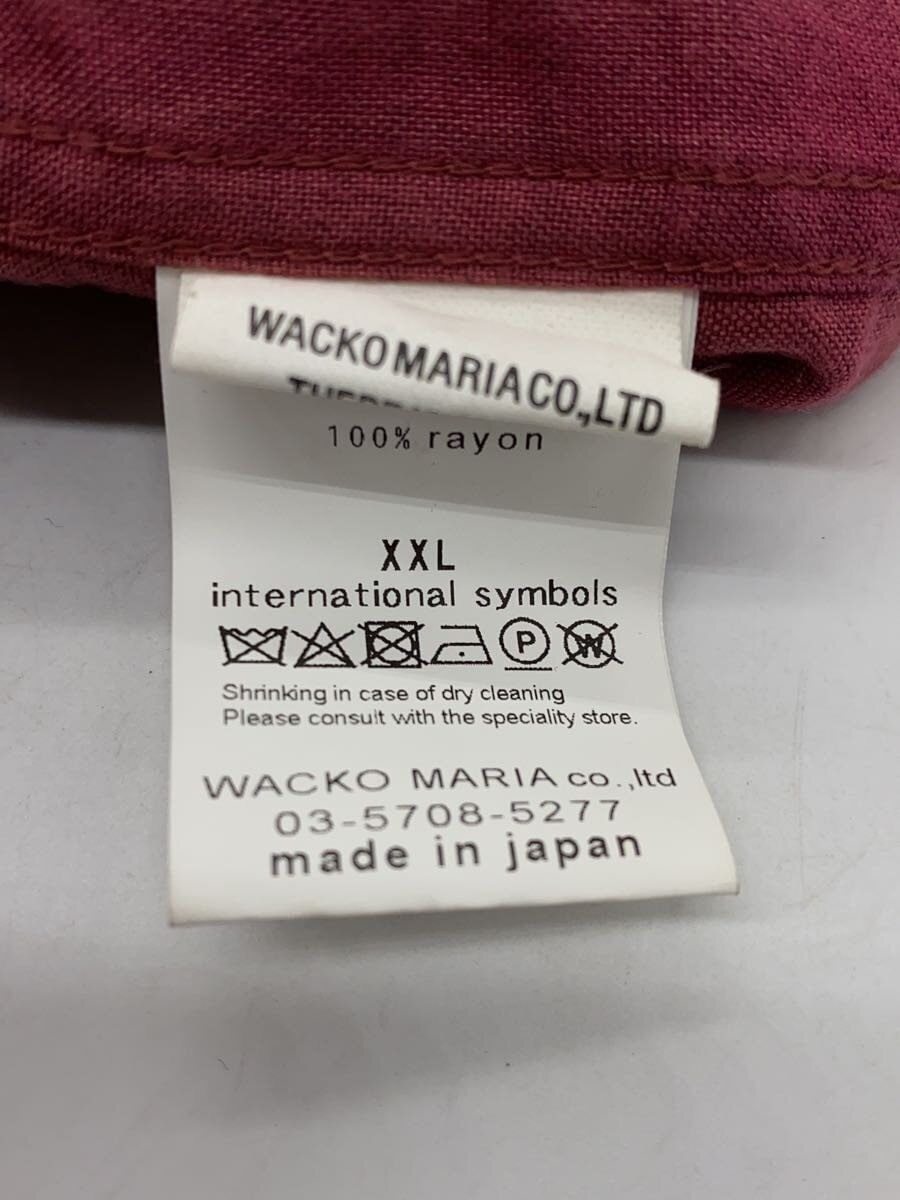 WACKO MARIA CO.,LTD
100% rayon
XXL
international symbols
P W
Shrinking in case of dry cleaning
Please consult with the speciality store.
WACKO MARIA co.,ltd
03-5708-5277
made in japan